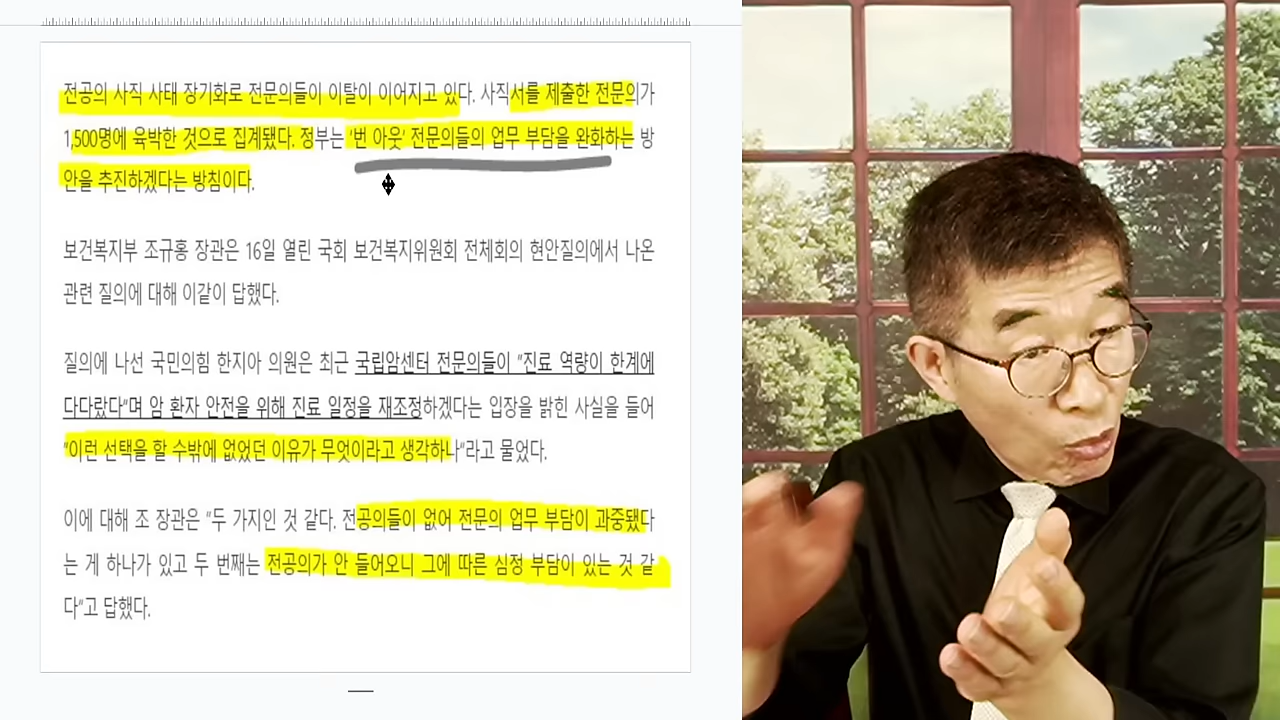 전공의 사직 사태 장기화로 전문의들이 이탈이 이어지고 있다. 사직서를 제출한 전문의가
1,500명에 육박한 것으로 집계됐다. 정부는 '번 아웃' 전문의들의 업무 부담을 완화하는 방
안을 추진하겠다는 방침이다.
보건복지부 조규홍 장관은 16일 열린 국회 보건복지위원회 전체회의 현안질의에서 나온
관련 질의에 대해 이같이 답했다.
질의에 나선 국민의힘 한지아 의원은 최근 국립암센터 전문의들이 "진료 역량이 한계에
다다랐다"며 암 환자 안전을 위해 진료 일정을 재조정하겠다는 입장을 밝힌 사실을 들어
"이런 선택을 할 수밖에 없었던 이유가 무엇이라고 생각하나"라고 물었다.
이에 대해 조 장관은 "두 가지인 것 같다. 전공의들이 없어 전문의 업무 부담이 과중됐다
는 게 하나가 있고 두 번째는 전공의가 안 들어오니 그에 따른 심정 부담이 있는 것 같
다"고 답했다.